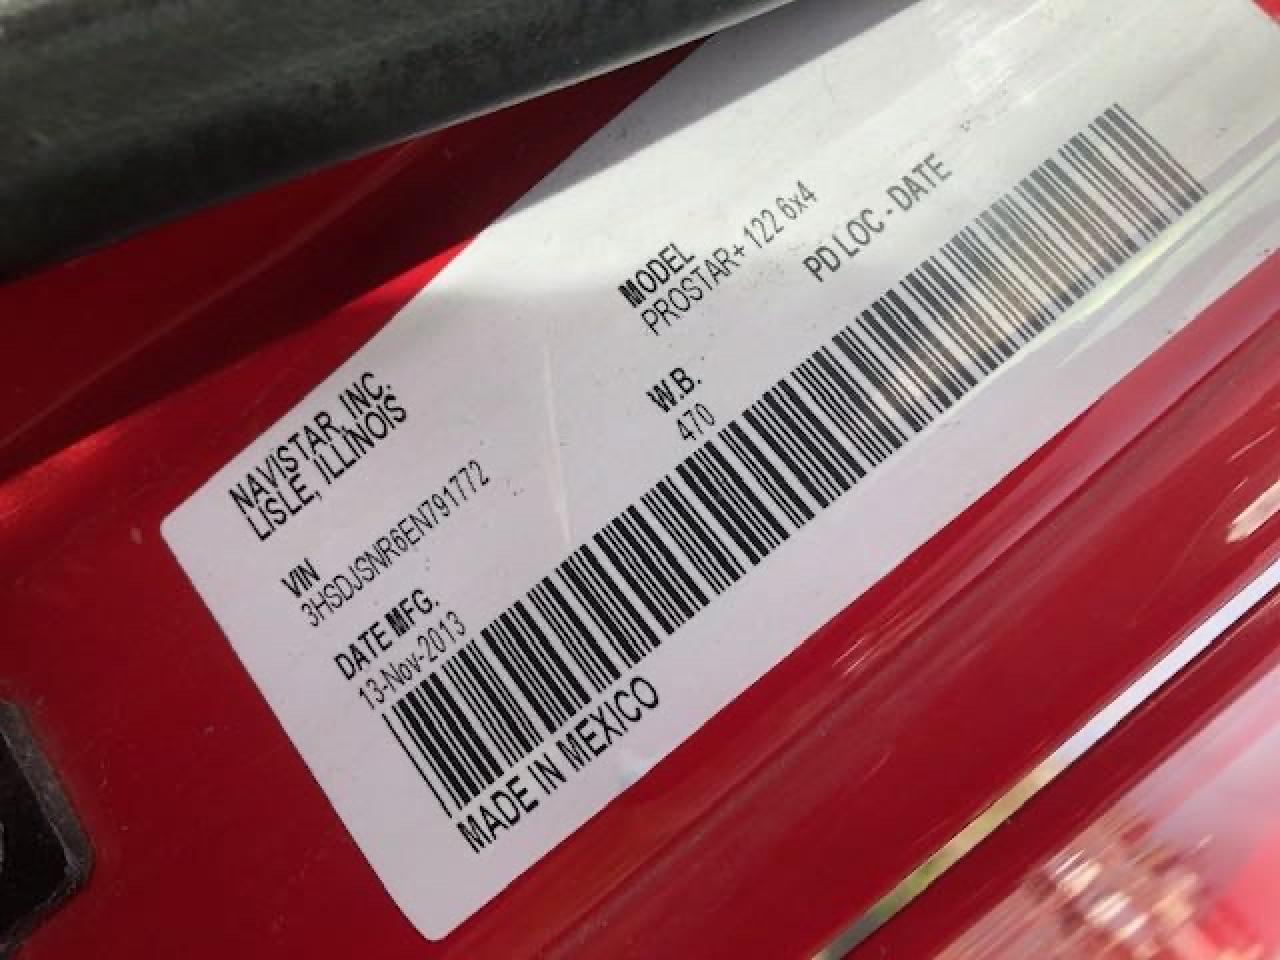 NAVISTAR, INC.
LISLE, ILLINOIS
VIN
3HSDJSNR6EN791772
DATE MFG.
13-Nov-2013
MODEL
PROSTAR+ 122 6x4
W.B.
470
PD LOC - DATE
MADE IN MEXICO